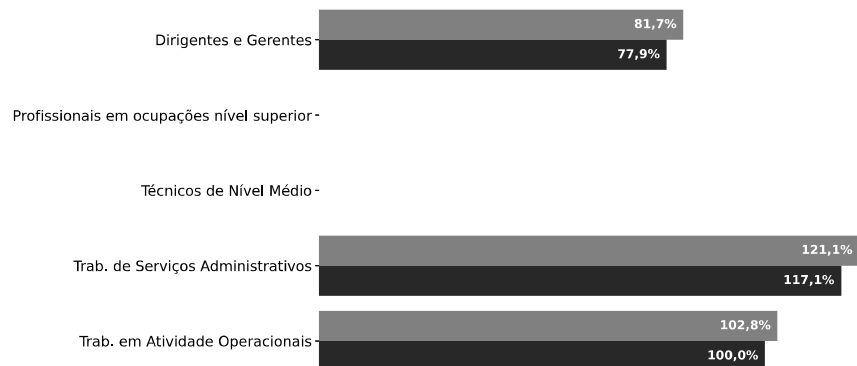 Dirigentes e Gerentes
81,7%
77,9%
Profissionais em ocupações nível superior
Técnicos de Nível Médio
Trab. de Serviços Administrativos
121,1%
117,1%
Trab. em Atividade Operacionais
102,8%
100,0%